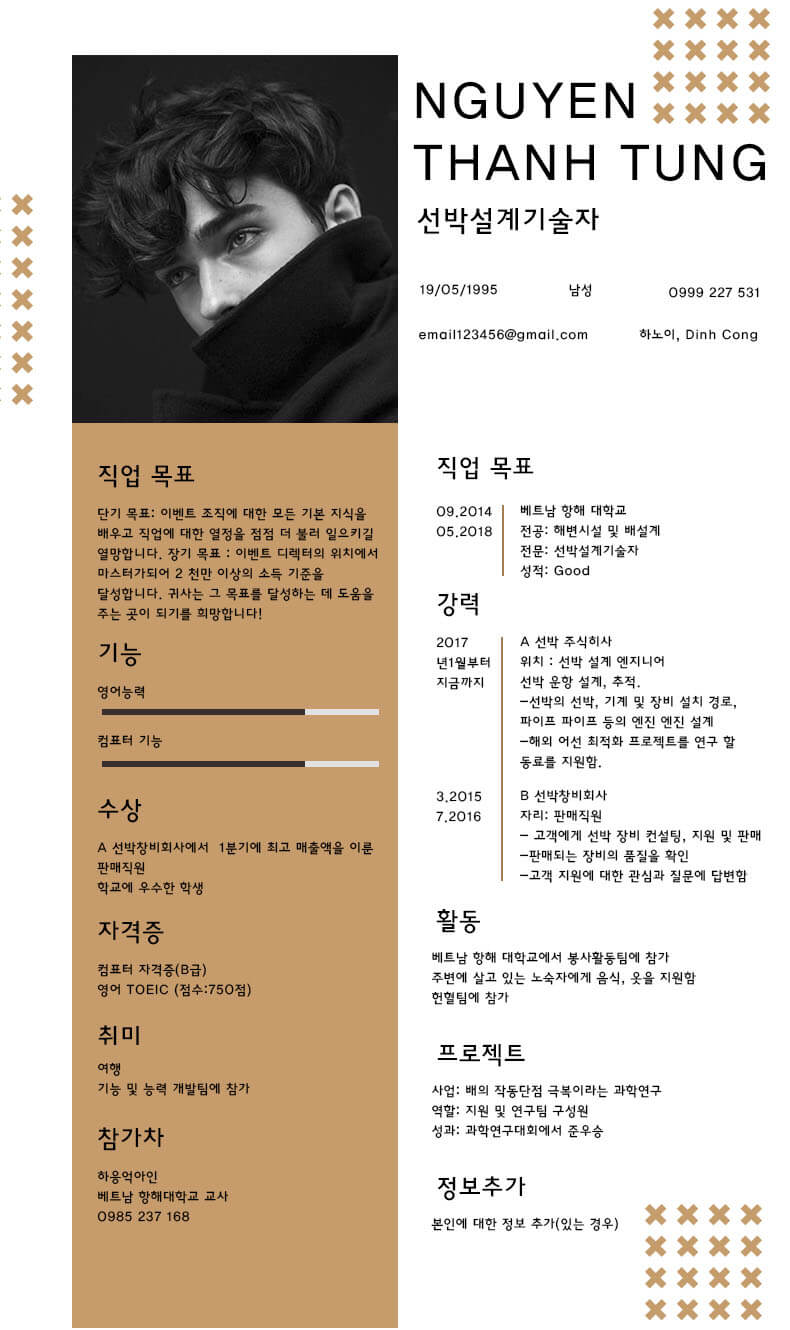 NGUYEN
THANH TUNG
선박설계기술자
19/05/1995 남성 0999 227 531
email123456@gmail.com 하노이, Dinh Cong
직업 목표
단기 목표: 이벤트 조직에 대한 모든 기본 지식을
배우고 직업에 대한 열정을 점점 더 불러 일으키길
열망합니다. 장기 목표 : 이벤트 디렉터의 위치에서
마스터가되어 2 천만 이상의 소득 기준을
달성합니다. 귀사는 그 목표를 달성하는 데 도움을
주는 곳이 되기를 희망합니다!
기능
영어능력
컴표터 기능
수상
A 선박창비회사에서 1분기에 최고 매출액을 이룬
판매직원
학교에 우수한 학생
자격증
컴표터 자격증(B급)
영어 TOEIC (점수:750점)
취미
여행
기능 및 능력 개발팀에 참가
참가차
하응억아인
베트남 항해대학교 교사
0985 237 168
직업 목표
09.2014
05.2018
베트남 항해 대학교
전공: 해변시설 및 배설계
전문: 선박설계기술자
성적: Good
강력
2017
년1월부터
지금까지
A 선박 주식히사
위치 : 선박 설계 엔지니어
선박 운항 설계, 추적.
–선박의 선박, 기계 및 장비 설치 경로,
파이프 파이프 등의 엔진 엔진 설계
–해외 어선 최적화 프로젝트를 연구 할
동료를 지원함.
3.2015
7.2016
B 선박창비회사
자리: 판매직원
– 고객에게 선박 장비 컨설팅, 지원 및 판매
–판매되는 장비의 품질을 확인
–고객 지원에 대한 관심과 질문에 답변함
활동
베트남 항해 대학교에서 봉사활동팀에 참가
주변에 살고 있는 노숙자에게 음식, 옷을 지원함
헌혈팀에 참가
프로젝트
사업: 배의 작동단점 극복이라는 과학연구
역할: 지원 및 연구팀 구성원
성과: 과학연구대회에서 준우승
정보추가
본인에 대한 정보 추가(있는 경우)